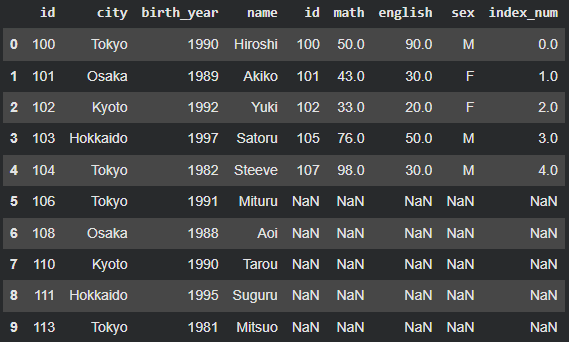 id city birth_year name id math english sex index_num
0 100 Tokyo 1990 Hiroshi 100 50.0 90.0 M 0.0
1 101 Osaka 1989 Akiko 101 43.0 30.0 F 1.0
2 102 Kyoto 1992 Yuki 102 33.0 20.0 F 2.0
3 103 Hokkaido 1997 Satoru 105 76.0 50.0 M 3.0
4 104 Tokyo 1982 Steeve 107 98.0 30.0 M 4.0
5 106 Tokyo 1991 Mituru NaN NaN NaN NaN NaN
6 108 Osaka 1988 Aoi NaN NaN NaN NaN NaN
7 110 Kyoto 1990 Tarou NaN NaN NaN NaN NaN
8 111 Hokkaido 1995 Suguru NaN NaN NaN NaN NaN
9 113 Tokyo 1981 Mitsuo NaN NaN NaN NaN NaN